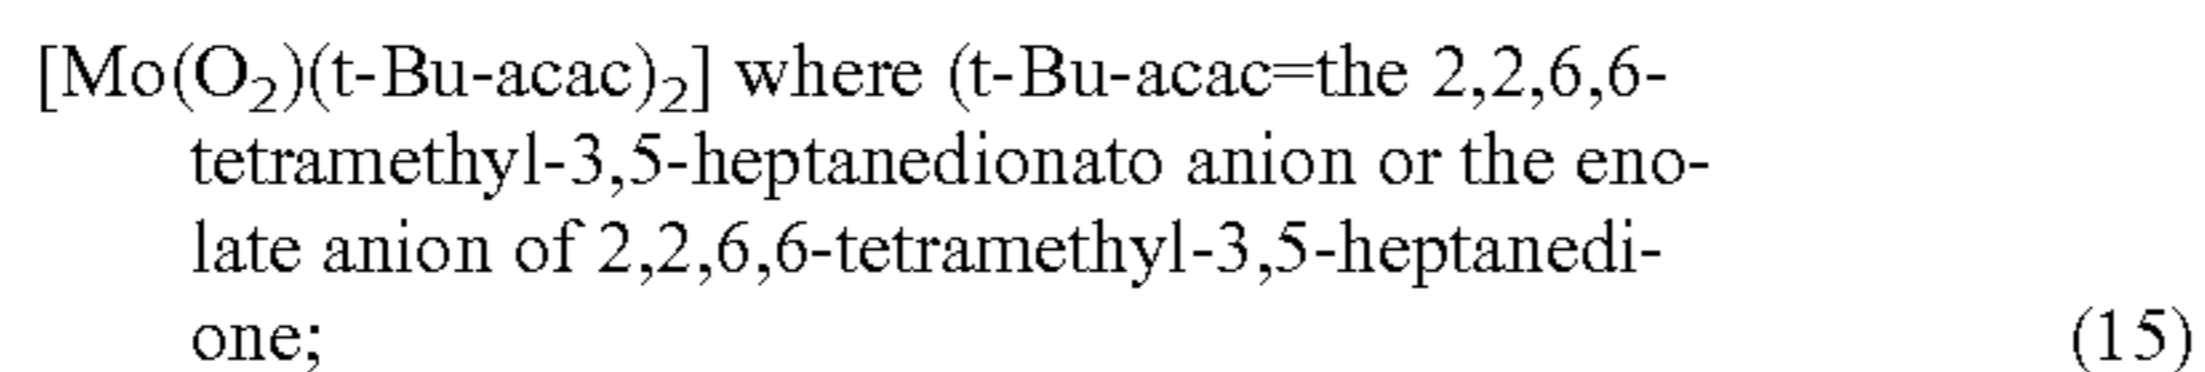 [Mo(O₂)(t-Bu-acac)₂] where (t-Bu-acac=the 2,2,6,6-
tetramethyl-3,5-heptanedionato anion or the eno-
late anion of 2,2,6,6-tetramethyl-3,5-heptanedi-
one; (15)